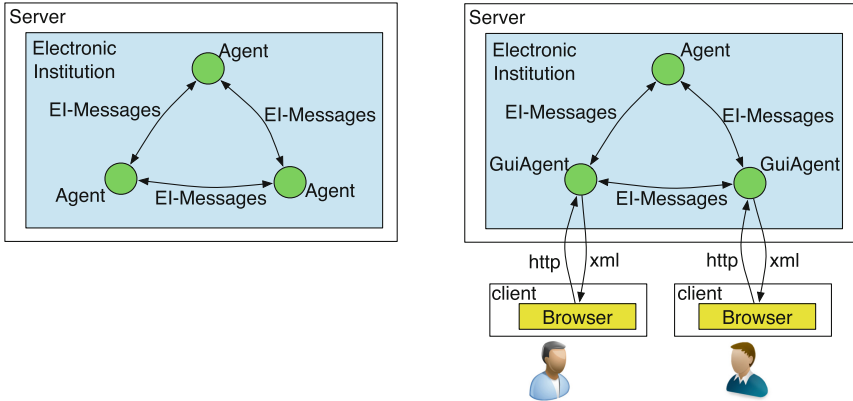 Server
Electronic
Institution
Agent
EI-Messages
EI-Messages
Agent
EI-Messages
Agent
Server
Electronic
Institution
Agent
EI-Messages
EI-Messages
GuiAgent
GuiAgent
EI-Messages
http
xml
http
xml
client
Browser
client
Browser